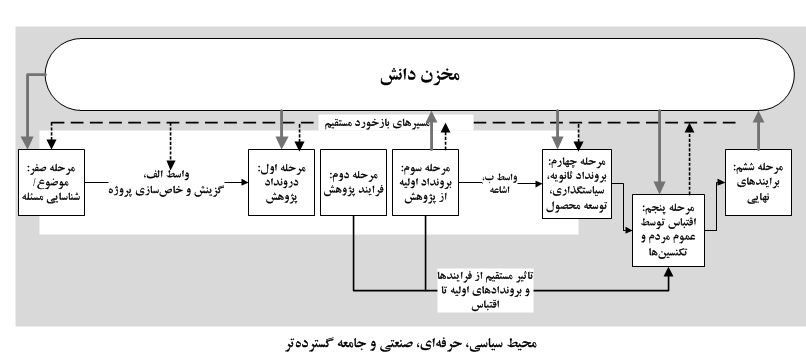 مخزن دانش
مسیرهای بازخورد مستقیم
مرحله صفر:
موضوع/
شناسایی مسئله
واسط الف،
گزینش و خاص‌سازی پروژه
مرحله اول:
درونداد
پژوهش
مرحله دوم:
فرایند پژوهش
مرحله سوم:
برونداد اولیه
از پژوهش
واسط ب،
اشاعه
مرحله چهارم:
برونداد ثانویه،
سیاستگذاری،
توسعه محصول
مرحله پنجم:
اقتباس توسط
عموم مردم و
تکنسین‌ها
مرحله ششم:
برایندهای
نهایی
تاثیر مستقیم از فرایندها
و بروندادهای اولیه تا
اقتباس
محیط سیاسی، حرفه‌ای، صنعتی و جامعه گسترده‌تر